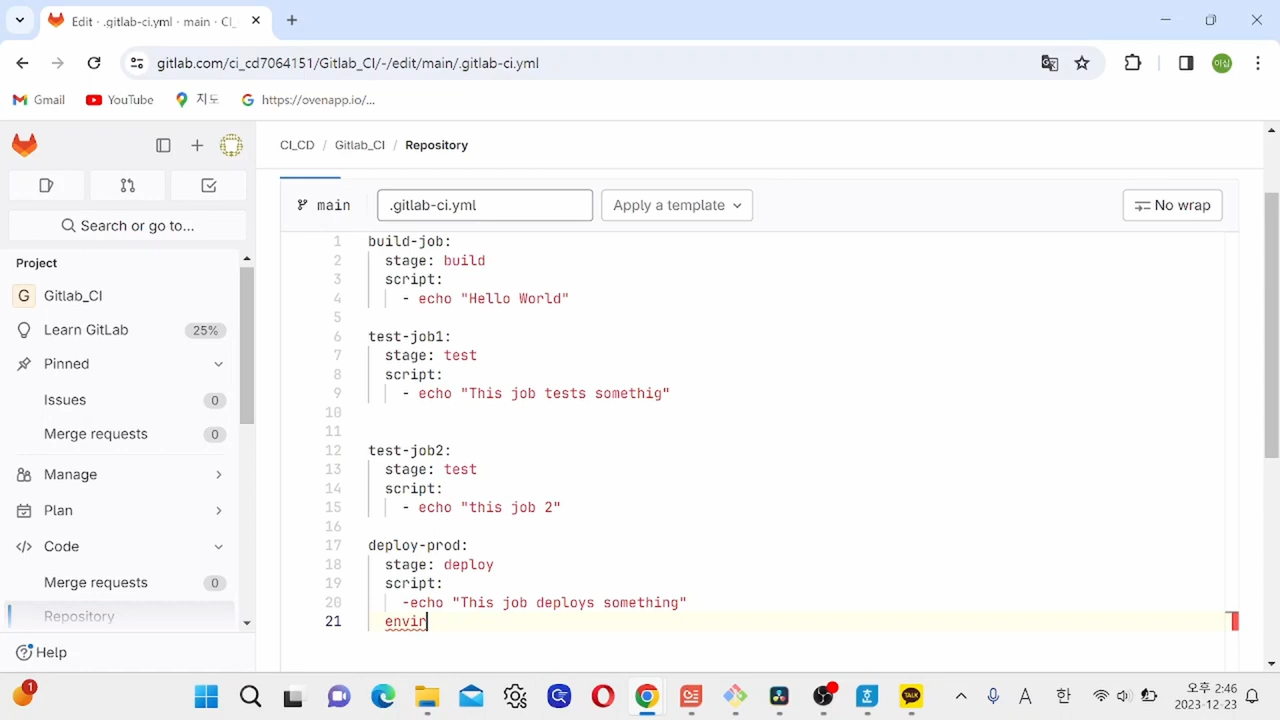 Edit · .gitlab-ci.yml · main · CI_
gitlab.com/ci_cd7064151/Gitlab_CI/-/edit/main/.gitlab-ci.yml
이심
Gmail YouTube 지도 https://ovenapp.io/...
CI_CD / Gitlab_CI / Repository
main .gitlab-ci.yml Apply a template No wrap
Search or go to...
Project
G Gitlab_CI
Learn GitLab 25%
Pinned
Issues 0
Merge requests 0
Manage
Plan
Code
Merge requests 0
Repository
Help
1 build-job:
2 stage: build
3 script:
4 - echo "Hello World"
5
6 test-job1:
7 stage: test
8 script:
9 - echo "This job tests somethig"
10
11
12 test-job2:
13 stage: test
14 script:
15 - echo "this job 2"
16
17 deploy-prod:
18 stage: deploy
19 script:
20 -echo "This job deploys something"
21 envir
1
TALK
A 한
오후 2:46
2023-12-23